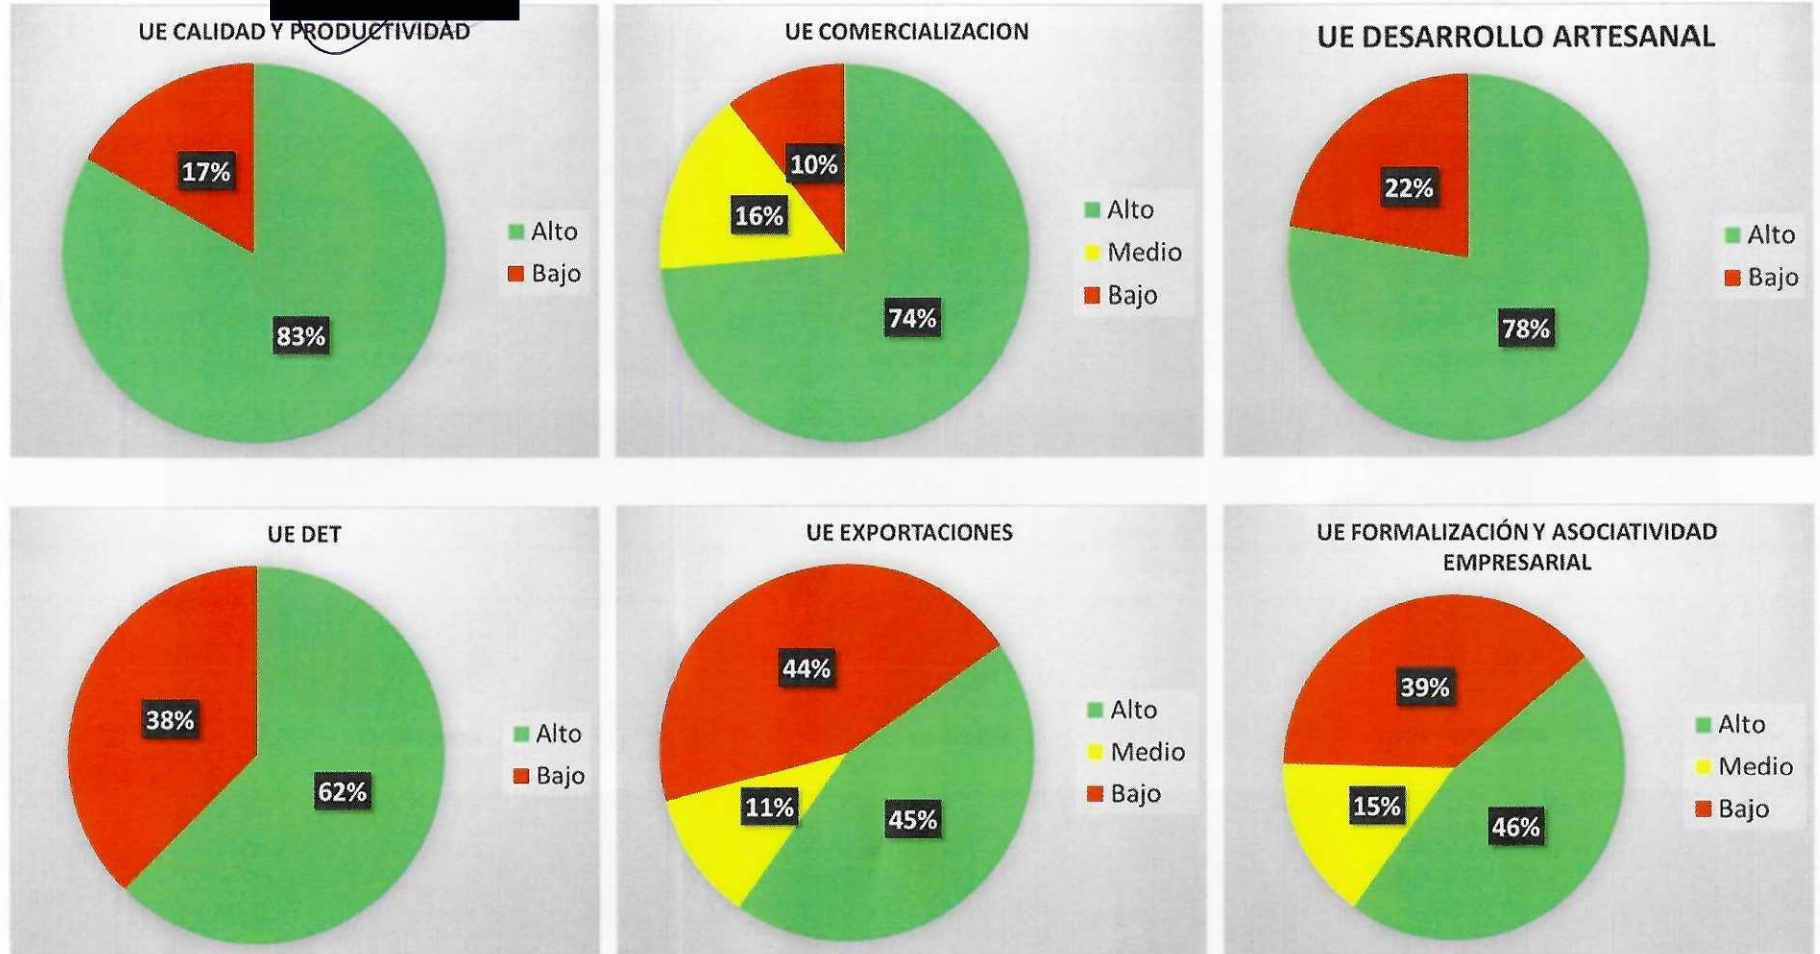 UE CALIDAD Y PRODUCTIVIDAD
17%
83%
Alto
Bajo
UE COMERCIALIZACION
10%
16%
74%
Alto
Medio
Bajo
UE DESARROLLO ARTESANAL
22%
78%
Alto
Bajo
UE DET
38%
62%
Alto
Bajo
UE EXPORTACIONES
44%
11%
45%
Alto
Medio
Bajo
UE FORMALIZACIÓN Y ASOCIATIVIDAD
EMPRESARIAL
39%
15%
46%
Alto
Medio
Bajo